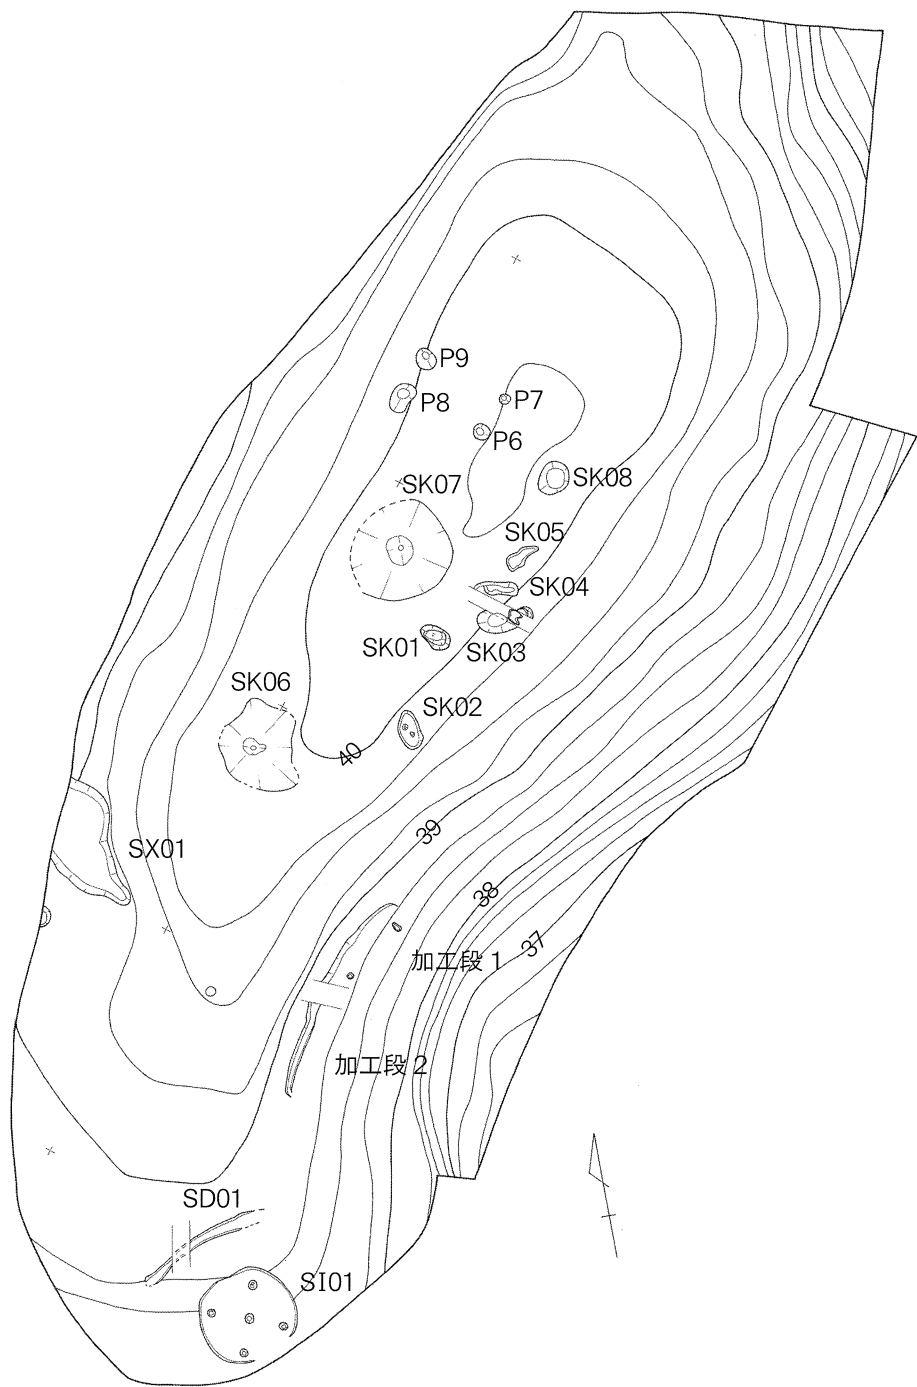 P9
P8
P7
P6
SK07
SK08
SK05
SK04
SK01
SK03
SK06
SK02
40
39
SX01
38
37
加工段 1
加工段 2
SD01
SI01